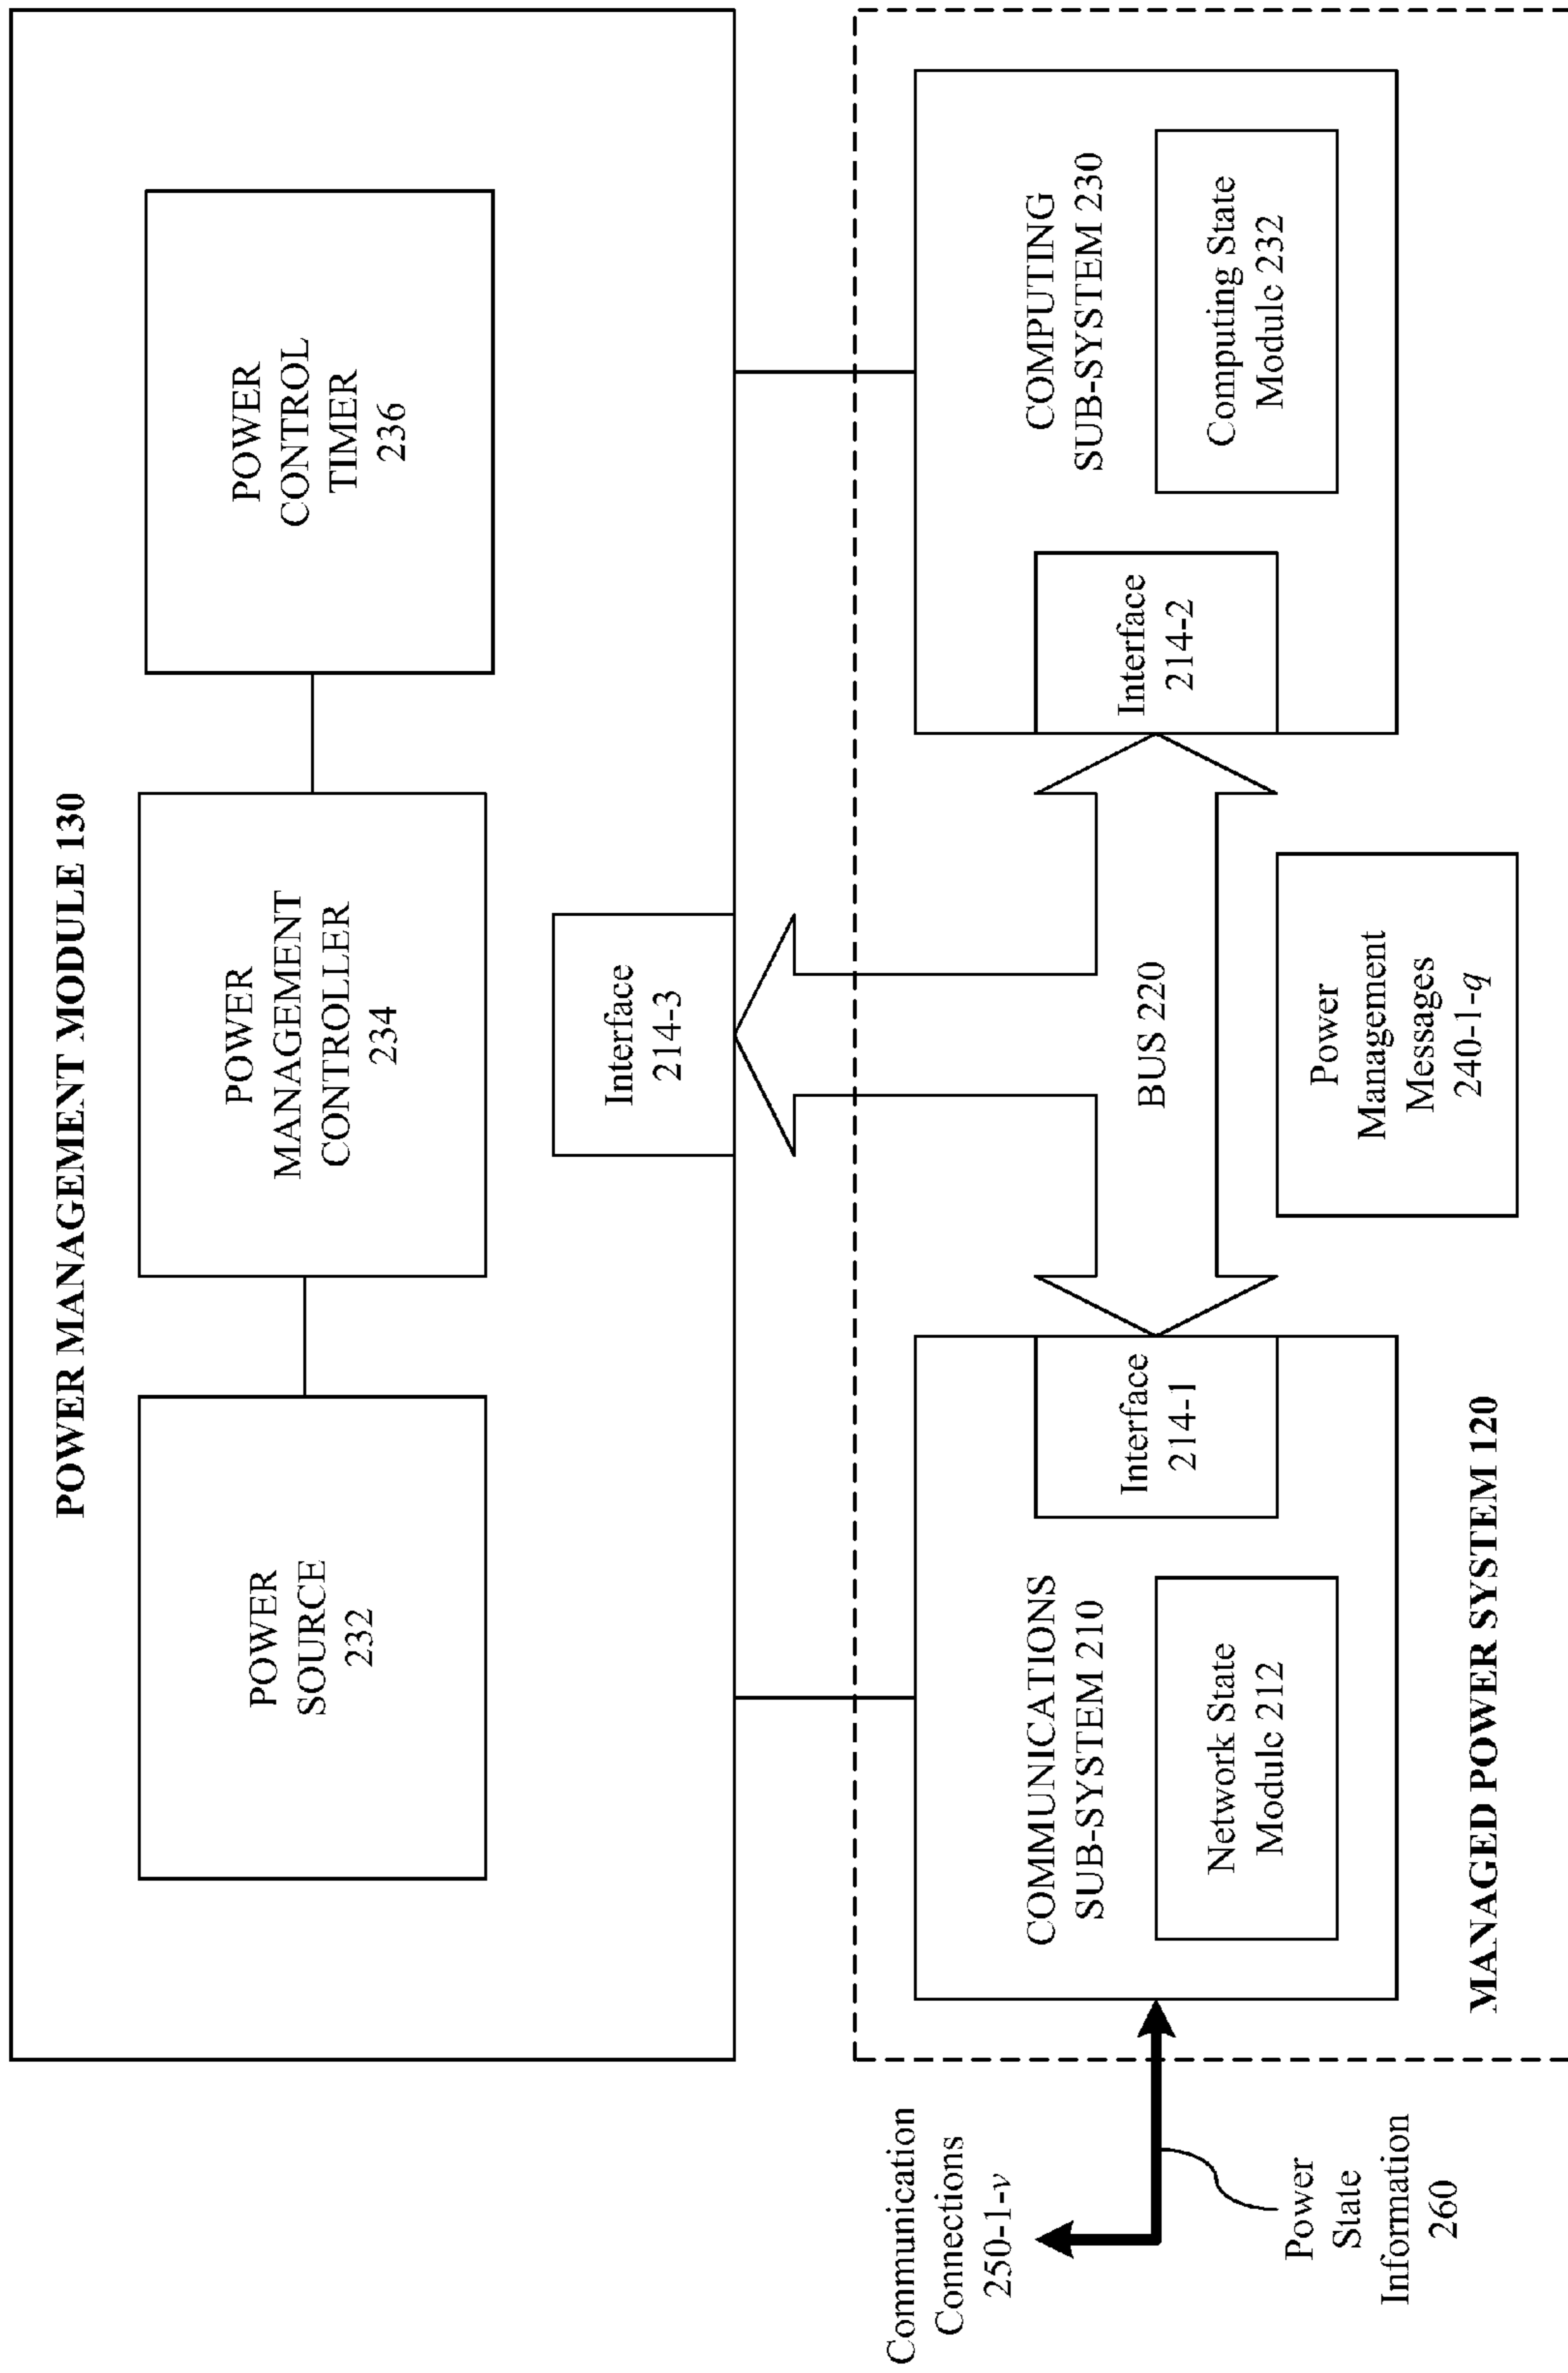 POWER MANAGEMENT MODULE 130
POWER
SOURCE
232
POWER
MANAGEMENT
CONTROLLER
234
POWER
CONTROL
TIMER
236
Interface
214-3
Communication
Connections
250-1-v
Power
State
Information
260
COMMUNICATIONS
SUB-SYSTEM 210
Network State
Module 212
Interface
214-1
BUS 220
Power
Management
Messages
240-1-q
COMPUTING
SUB-SYSTEM 230
Interface
214-2
Computing State
Module 232
MANAGED POWER SYSTEM 120